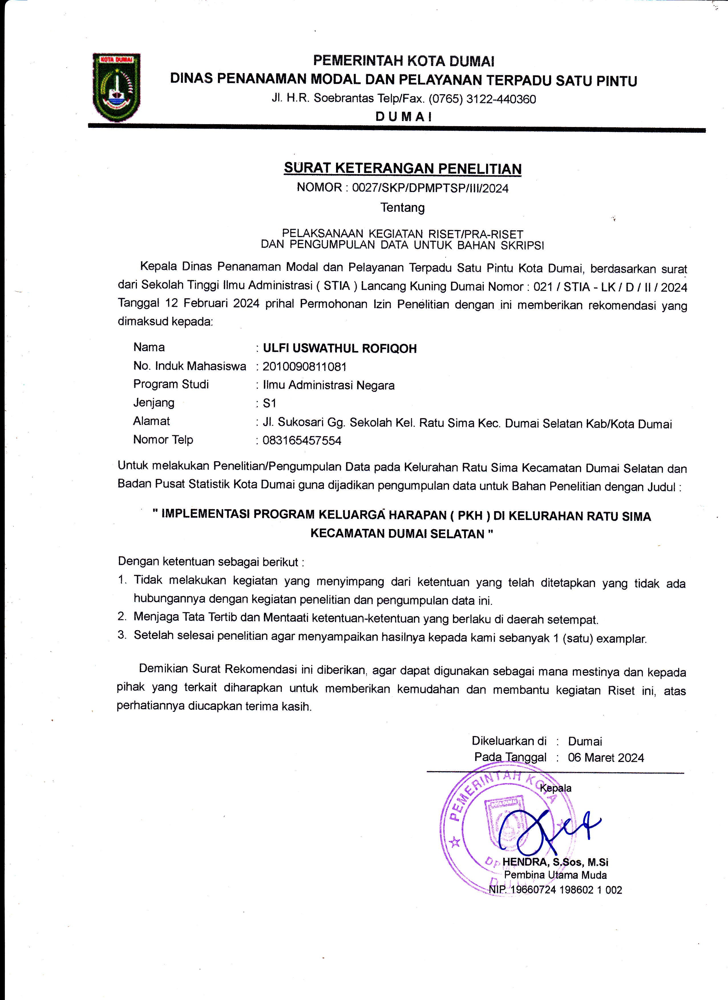 KOTA DUMAI
PEMERINTAH KOTA DUMAI
DINAS PENANAMAN MODAL DAN PELAYANAN TERPADU SATU PINTU
Jl. H.R. Soebrantas Telp/Fax. (0765) 3122-440360
D U M A I
SURAT KETERANGAN PENELITIAN
NOMOR : 0027/SKP/DPMPTSP/III/2024
Tentang
PELAKSANAAN KEGIATAN RISET/PRA-RISET
DAN PENGUMPULAN DATA UNTUK BAHAN SKRIPSI
Kepala Dinas Penanaman Modal dan Pelayanan Terpadu Satu Pintu Kota Dumai, berdasarkan surat
dari Sekolah Tinggi Ilmu Administrasi ( STIA ) Lancang Kuning Dumai Nomor : 021 / STIA - LK / D / II / 2024
Tanggal 12 Februari 2024 prihal Permohonan Izin Penelitian dengan ini memberikan rekomendasi yang
dimaksud kepada:
Nama : ULFI USWATHUL ROFIQOH
No. Induk Mahasiswa : 2010090811081
Program Studi : Ilmu Administrasi Negara
Jenjang : S1
Alamat : Jl. Sukosari Gg. Sekolah Kel. Ratu Sima Kec. Dumai Selatan Kab/Kota Dumai
Nomor Telp : 083165457554
Untuk melakukan Penelitian/Pengumpulan Data pada Kelurahan Ratu Sima Kecamatan Dumai Selatan dan
Badan Pusat Statistik Kota Dumai guna dijadikan pengumpulan data untuk Bahan Penelitian dengan Judul :
" IMPLEMENTASI PROGRAM KELUARGA HARAPAN ( PKH ) DI KELURAHAN RATU SIMA
KECAMATAN DUMAI SELATAN "
Dengan ketentuan sebagai berikut :
1. Tidak melakukan kegiatan yang menyimpang dari ketentuan yang telah ditetapkan yang tidak ada
hubungannya dengan kegiatan penelitian dan pengumpulan data ini.
2. Menjaga Tata Tertib dan Mentaati ketentuan-ketentuan yang berlaku di daerah setempat.
3. Setelah selesai penelitian agar menyampaikan hasilnya kepada kami sebanyak 1 (satu) examplar.
Demikian Surat Rekomendasi ini diberikan, agar dapat digunakan sebagai mana mestinya dan kepada
pihak yang terkait diharapkan untuk memberikan kemudahan dan membantu kegiatan Riset ini, atas
perhatiannya diucapkan terima kasih.
Dikeluarkan di : Dumai
Pada Tanggal : 06 Maret 2024
PEMERINTAH KOTA
KOTA DUMAI
Kepala
HENDRA, S.Sos, M.Si
Pembina Utama Muda
NIP. 19660724 198602 1 002